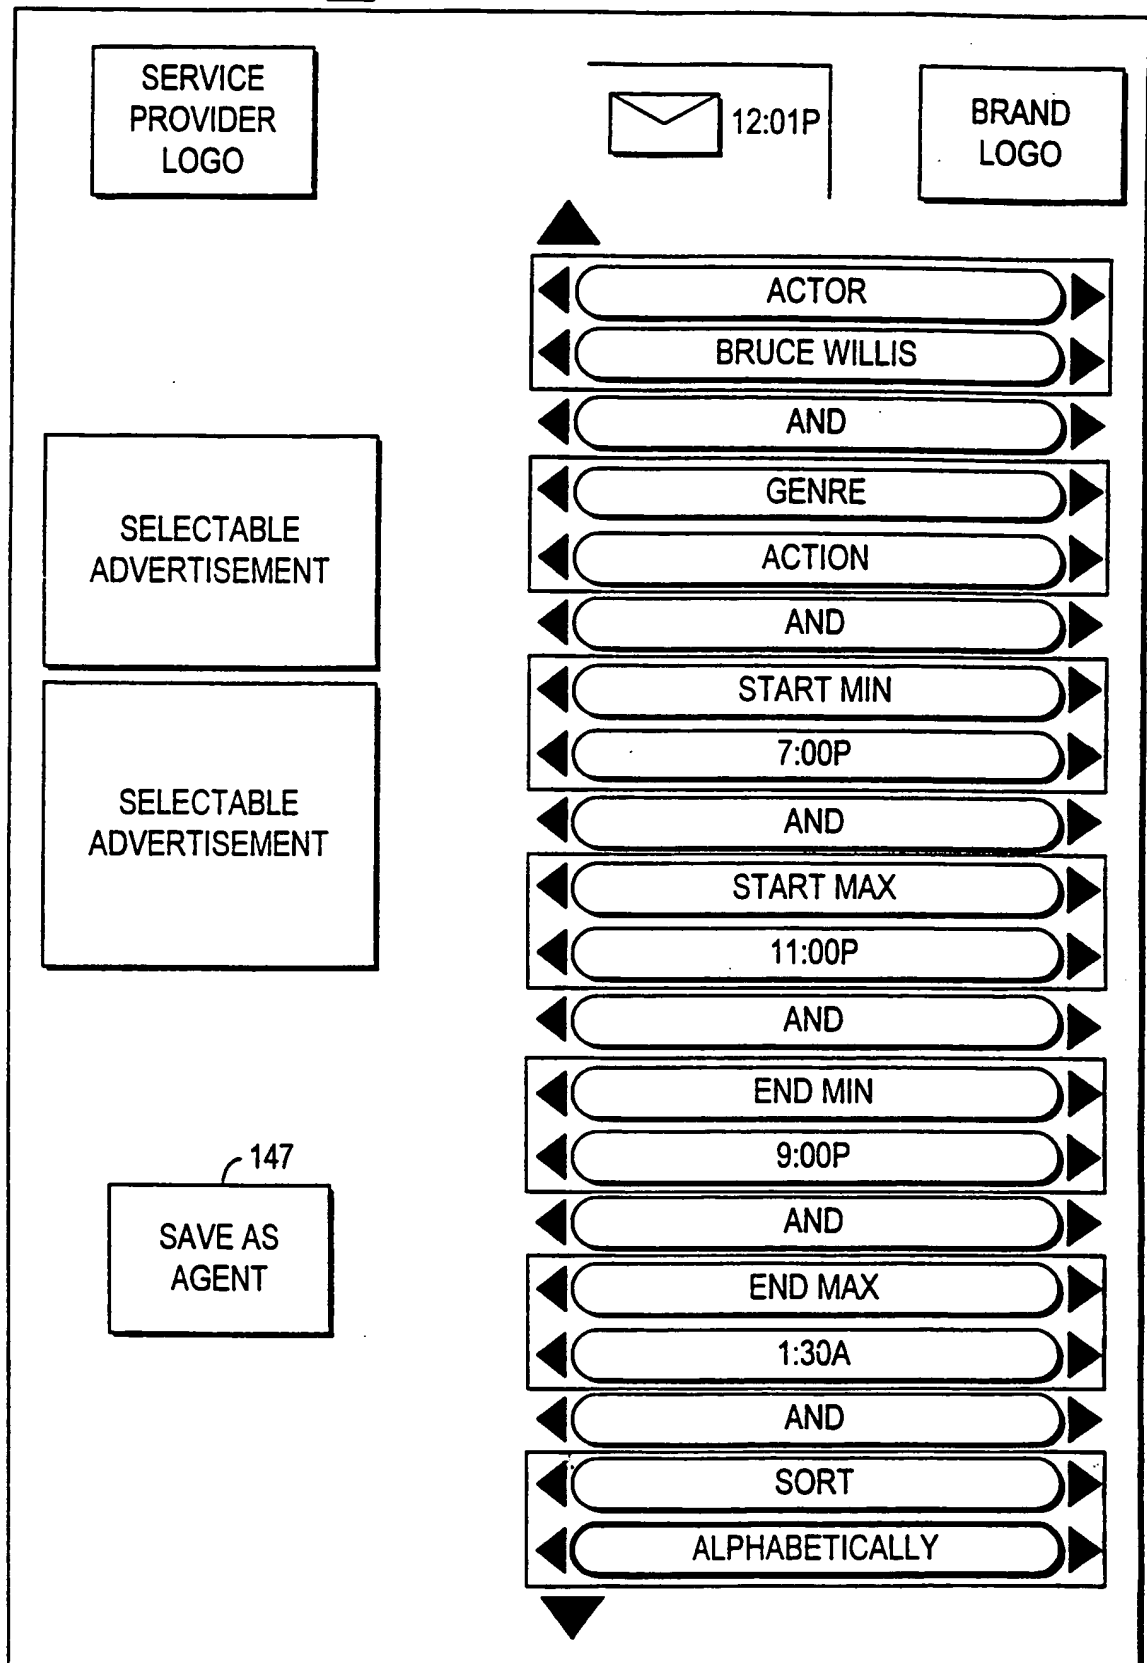 SERVICE
PROVIDER
LOGO
12:01P
BRAND
LOGO
ACTOR
BRUCE WILLIS
AND
GENRE
ACTION
AND
START MIN
7:00P
AND
START MAX
11:00P
AND
END MIN
9:00P
AND
END MAX
1:30A
AND
SORT
ALPHABETICALLY
SELECTABLE
ADVERTISEMENT
SELECTABLE
ADVERTISEMENT
147
SAVE AS
AGENT